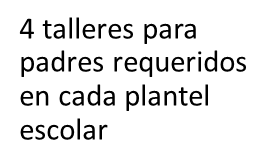 4 talleres para
padres requeridos
en cada plantel
escolar